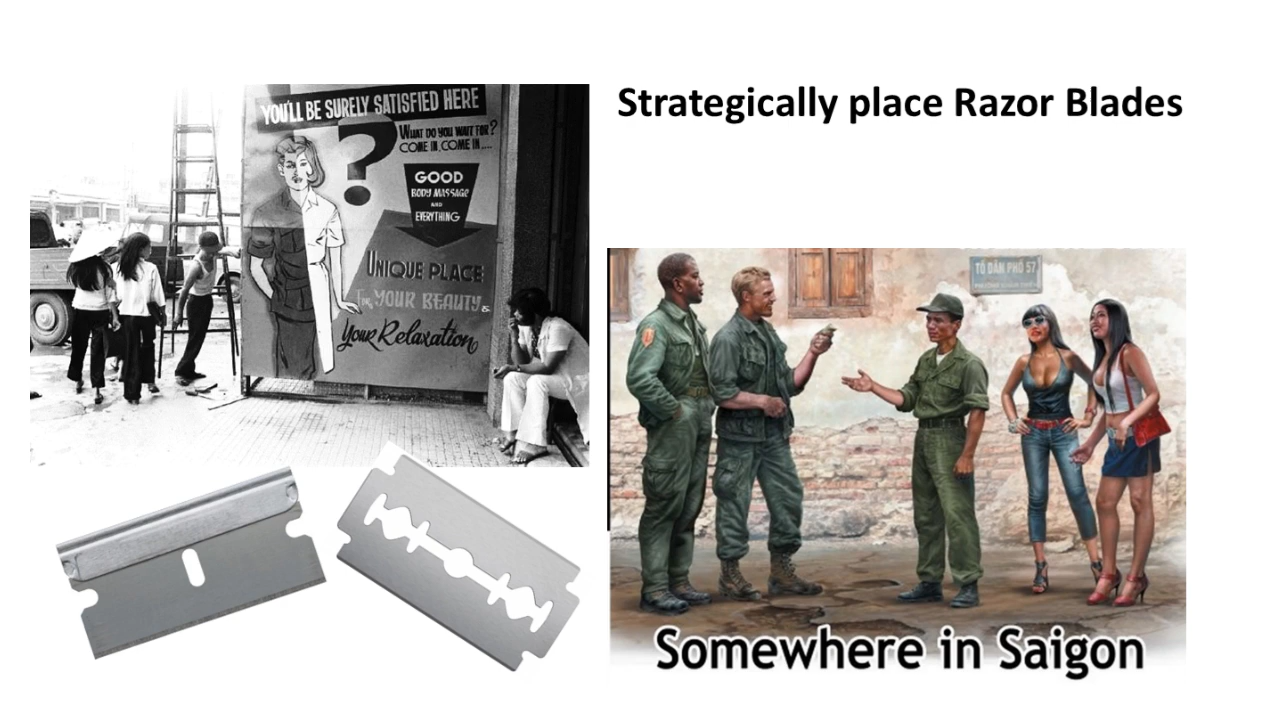 Strategically place Razor Blades
YOU'LL BE SURELY SATISFIED HERE
?
WHAT DO YOU WAIT FOR?
COME IN, COME IN,...
GOOD
BODY MASSAGE
AND
EVERYTHING
UNIQUE PLACE
For YOUR BEAUTY &
Your Relaxation
TỔ DÂN PHỐ 57
Somewhere in Saigon